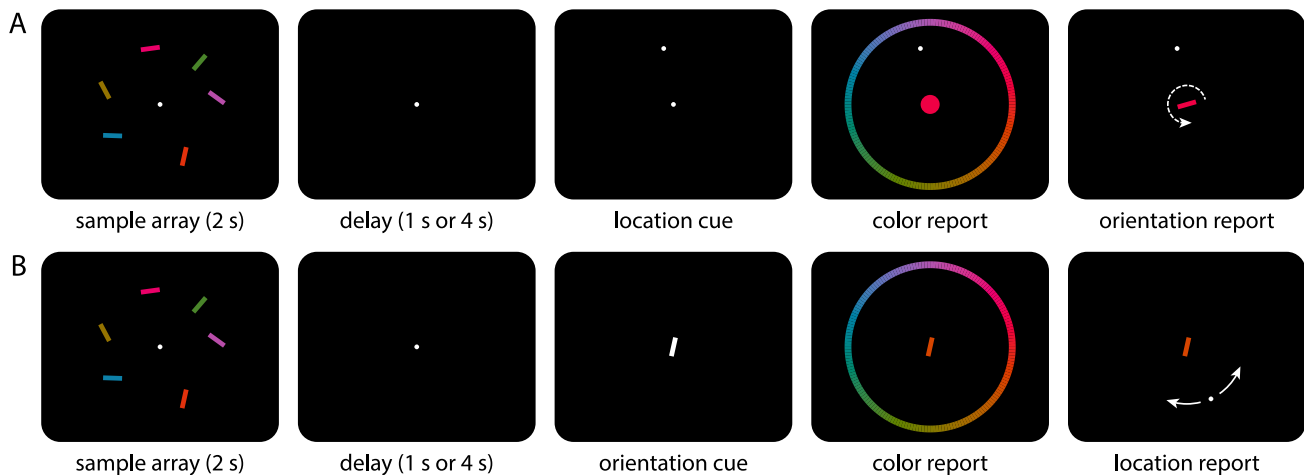 A
sample array (2 s)
delay (1 s or 4 s)
location cue
color report
orientation report
B
sample array (2 s)
delay (1 s or 4 s)
orientation cue
color report
location report